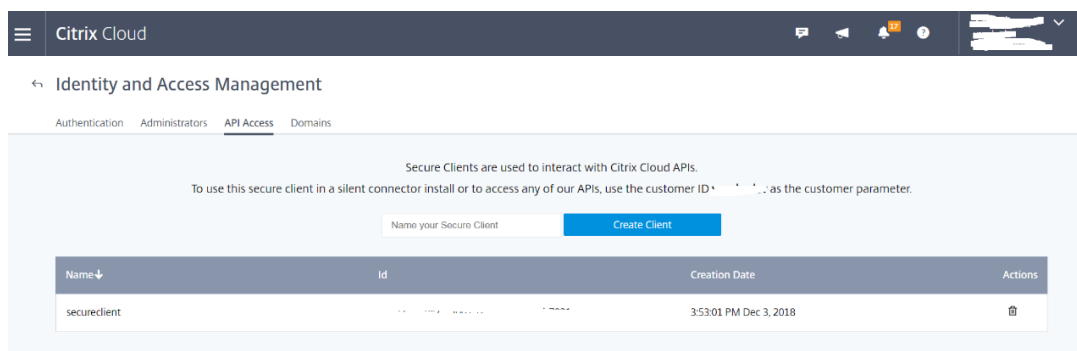 Citrix Cloud
17
Identity and Access Management
Authentication Administrators API Access Domains
Secure Clients are used to interact with Citrix Cloud APIs.
To use this secure client in a silent connector install or to access any of our APIs, use the customer ID as the customer parameter.
Name your Secure Client Create Client
Name Id Creation Date Actions
secureclient 3:53:01 PM Dec 3, 2018